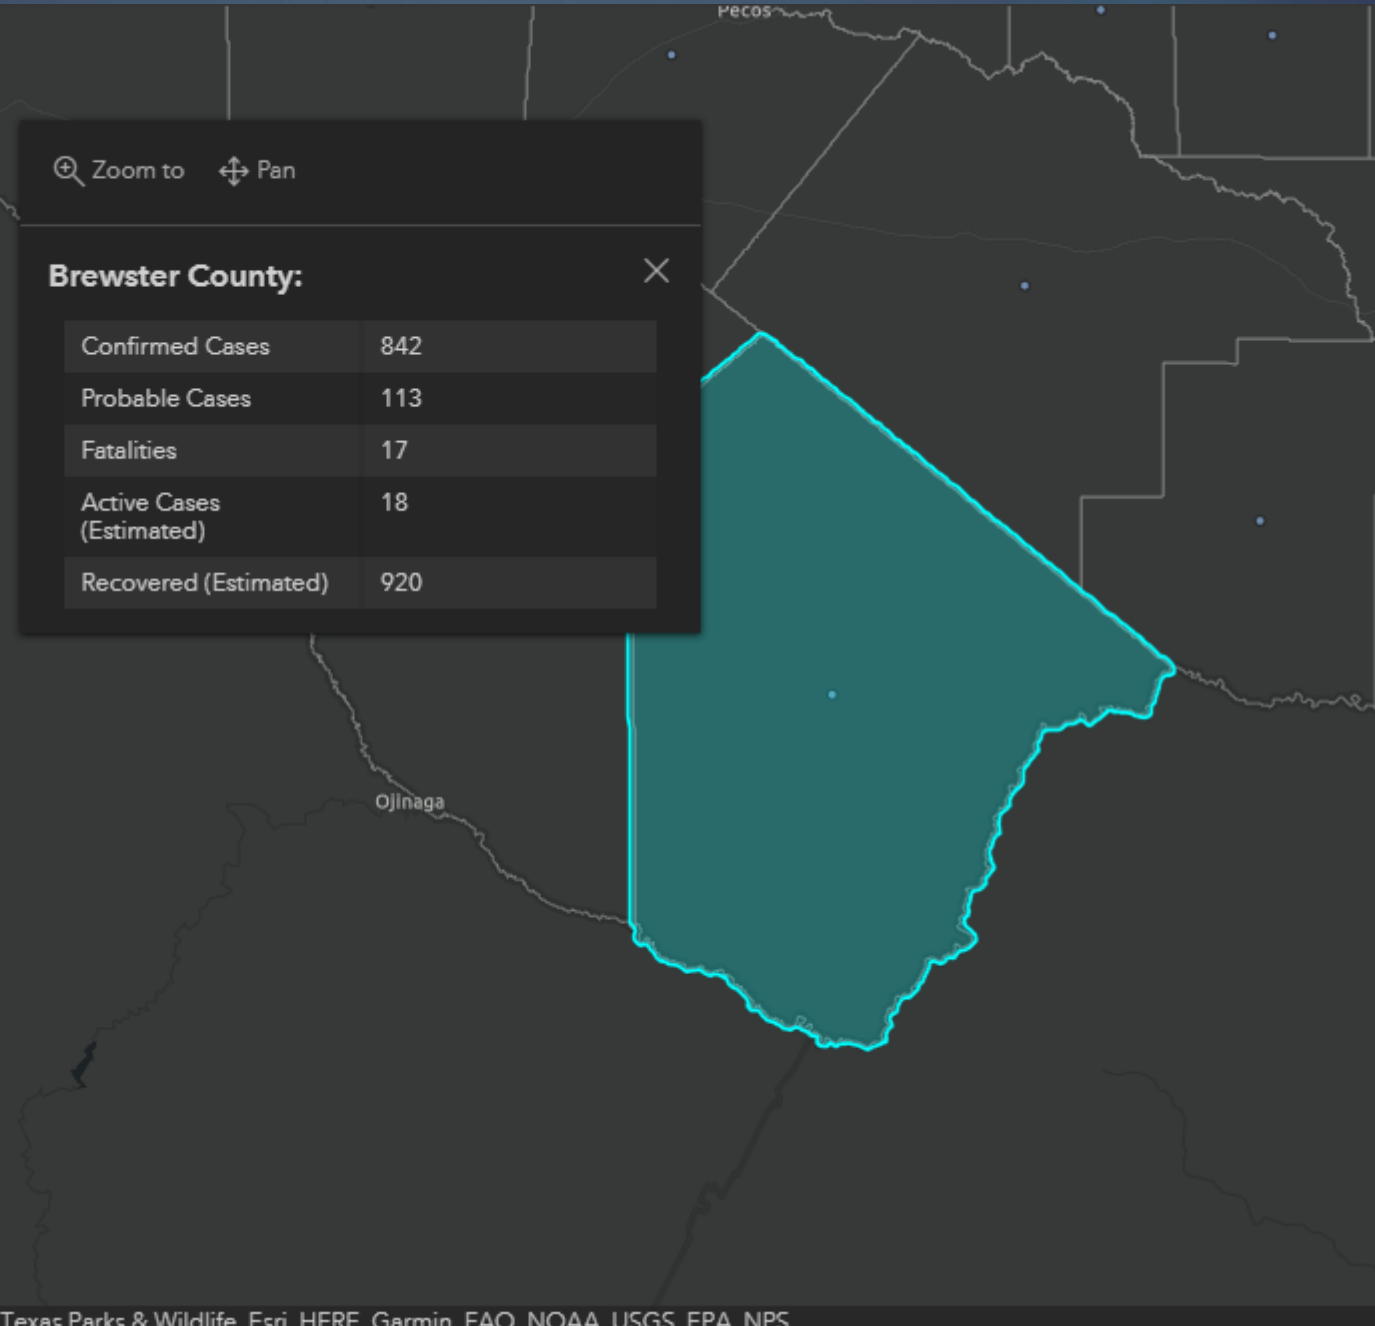 Pecos
Zoom to Pan
Brewster County:
Confirmed Cases 842
Probable Cases 113
Fatalities 17
Active Cases 18
(Estimated)
Recovered (Estimated) 920
Ojinaga
Texas Parks & Wildlife, Esri, HERE, Garmin, FAO, NOAA, USGS, EPA, NPS